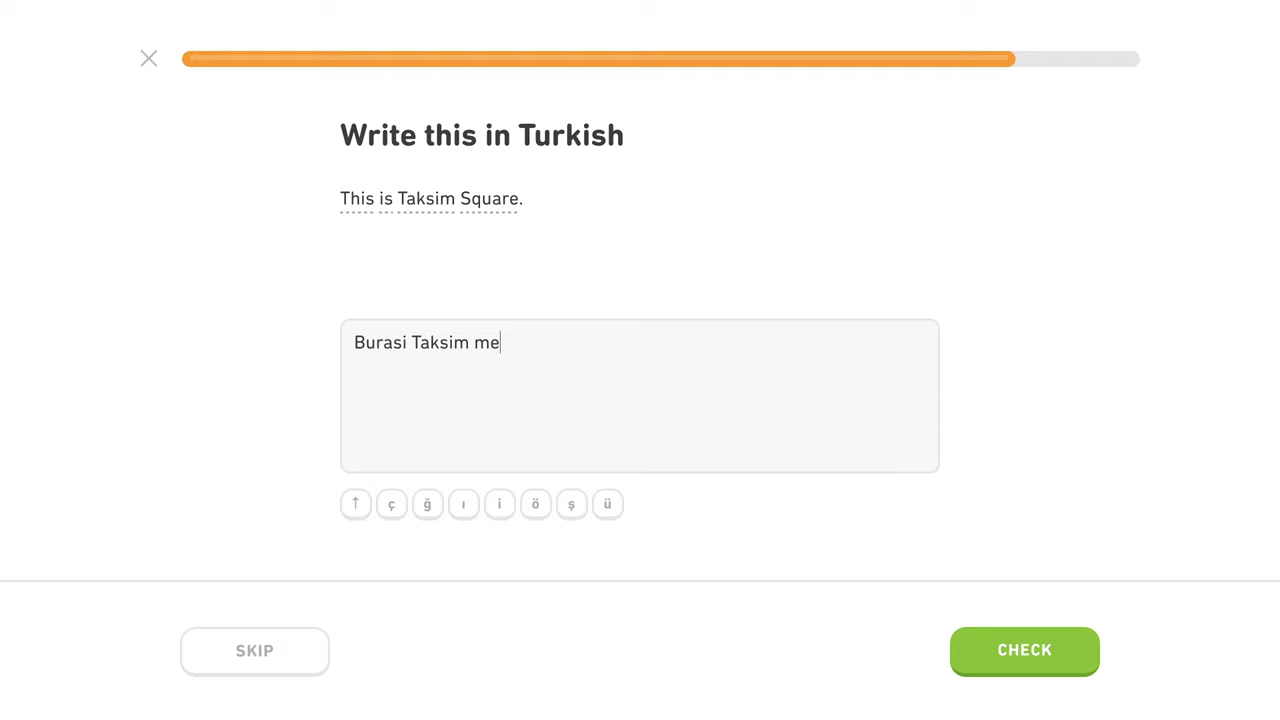 Write this in Turkish
This is Taksim Square.
Burasi Taksim me
↑ ç ğ ı i ö ş ü
SKIP
CHECK